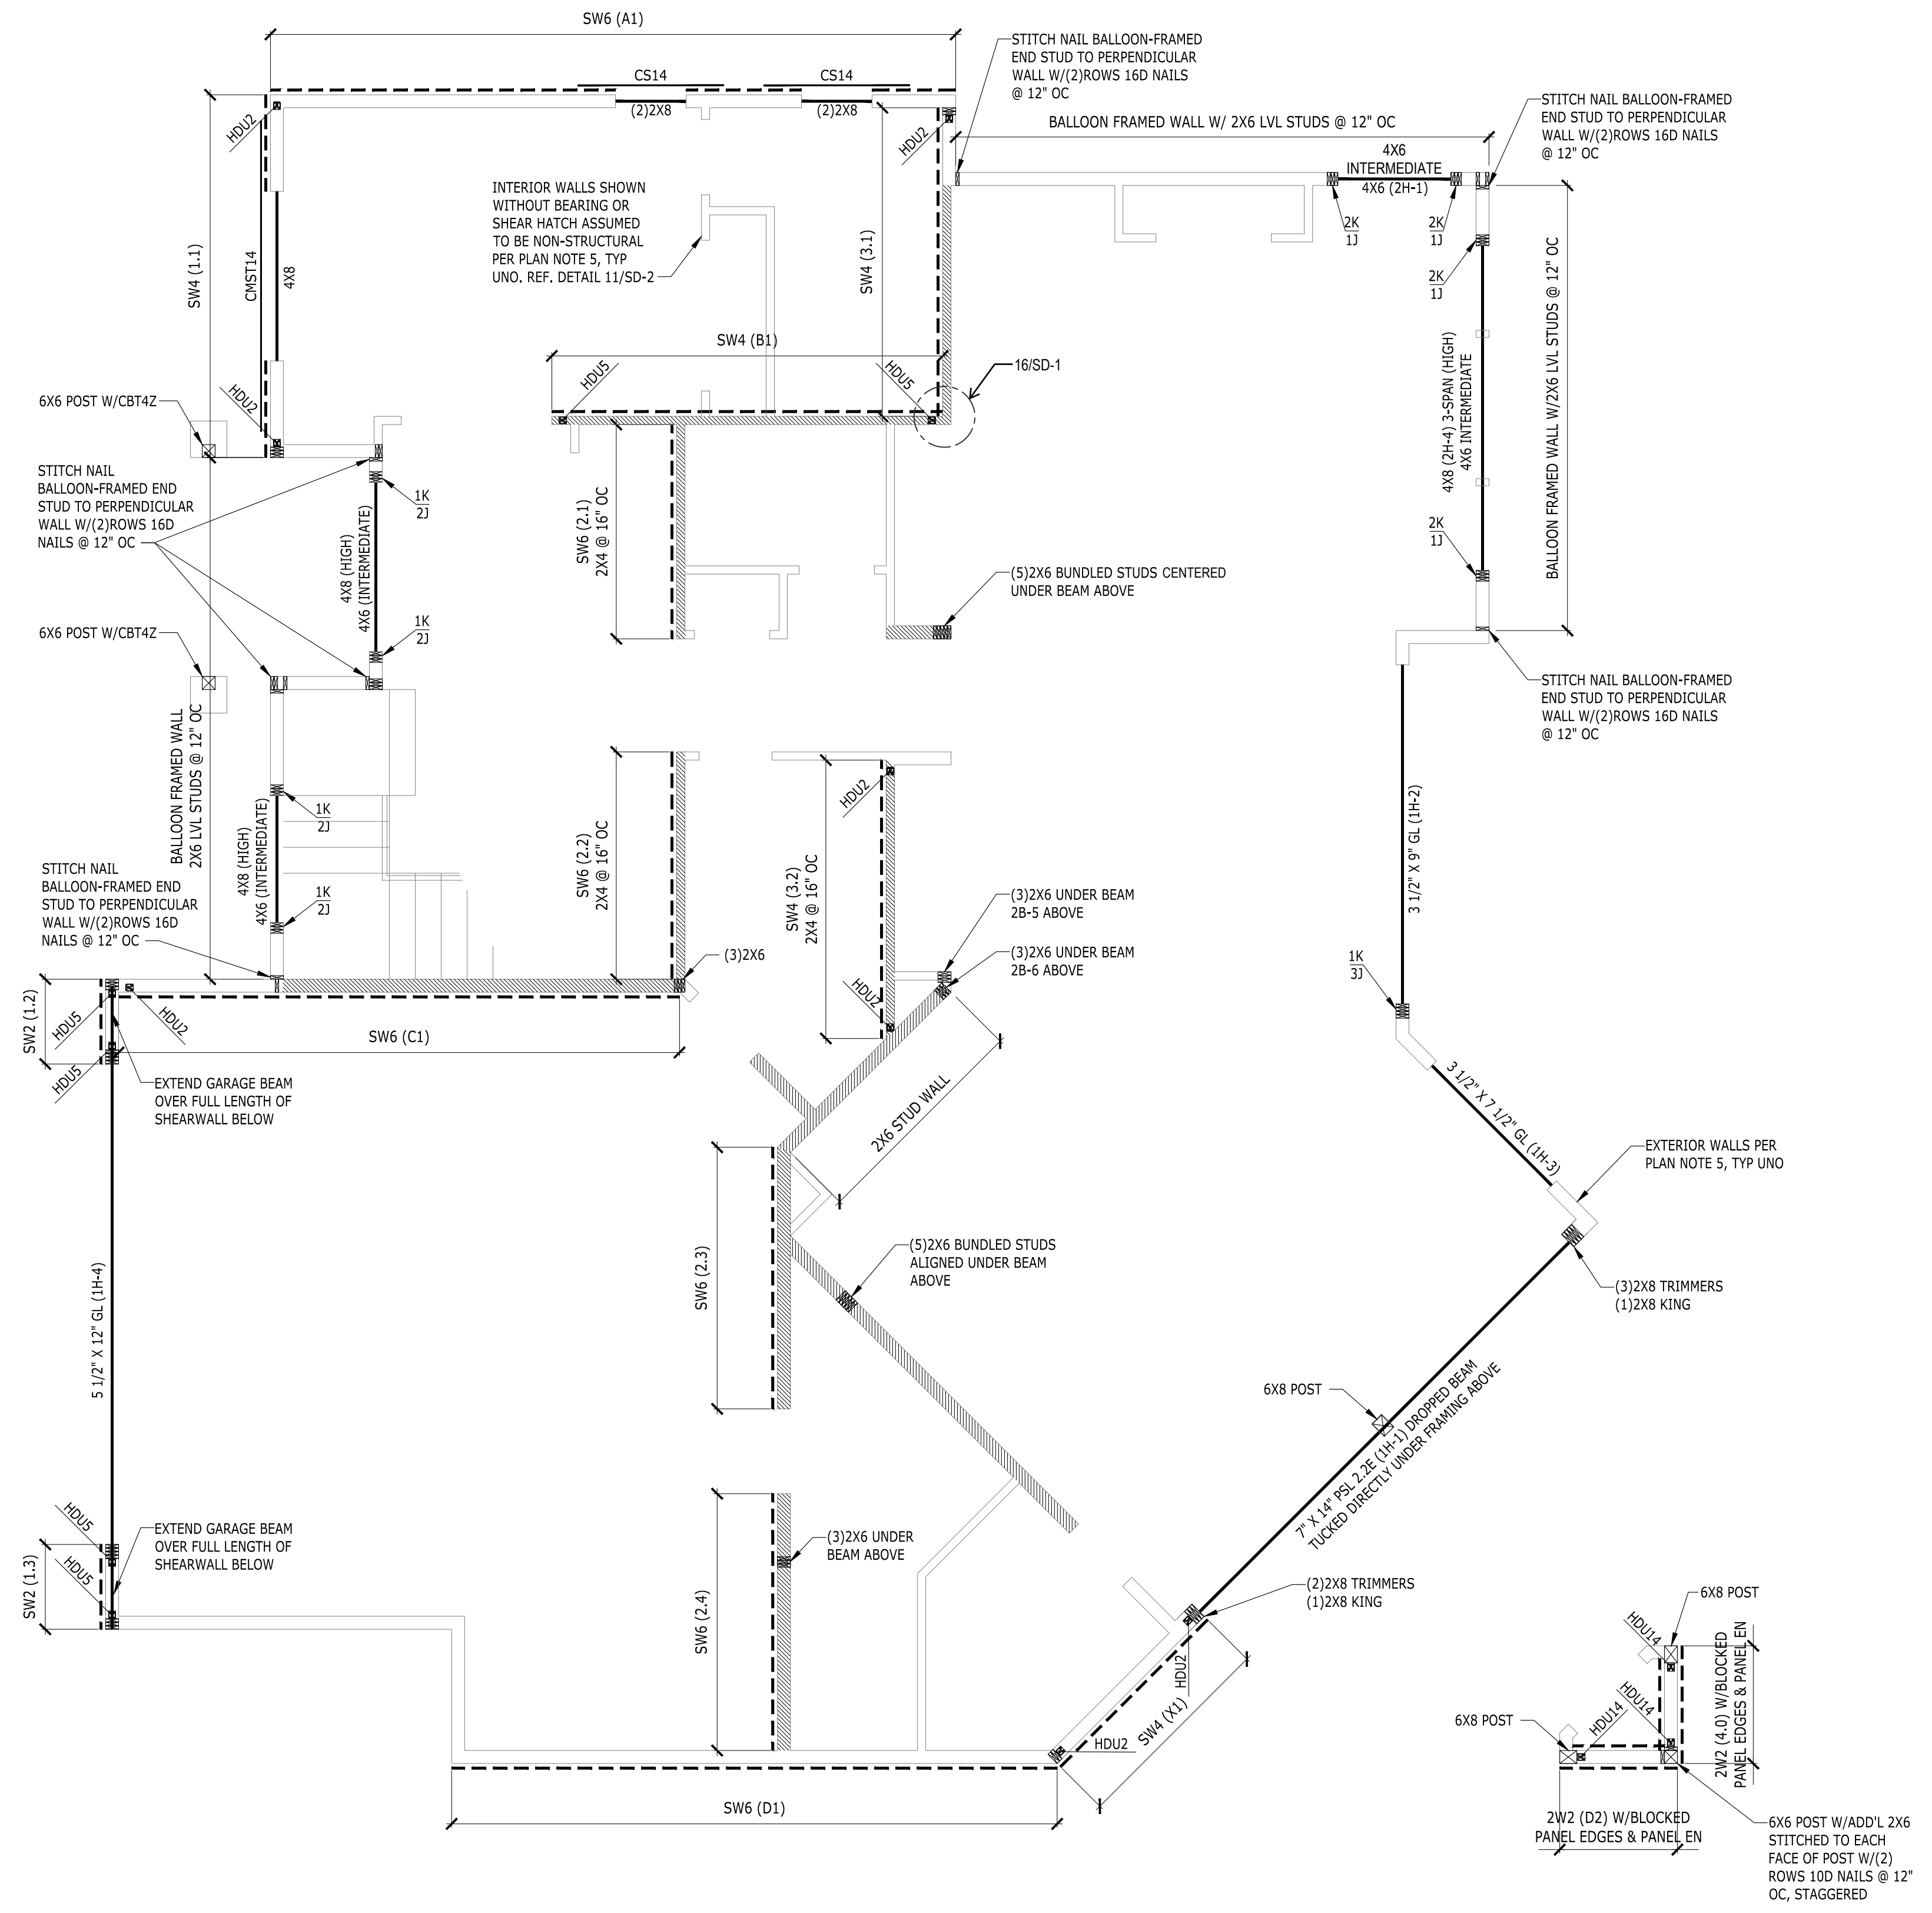 SW6 (A1)
CS14
CS14
(2)2X8
(2)2X8
STITCH NAIL BALLOON-FRAMED
END STUD TO PERPENDICULAR
WALL W/(2)ROWS 16D NAILS
@ 12" OC
BALLOON FRAMED WALL W/ 2X6 LVL STUDS @ 12" OC
STITCH NAIL BALLOON-FRAMED
END STUD TO PERPENDICULAR
WALL W/(2)ROWS 16D NAILS
@ 12" OC
4X6
INTERMEDIATE
4X6 (2H-1)
2K
1J
2K
1J
2K
1J
HDU2
HDU2
SW4 (1.1)
CMST14
4X8
INTERIOR WALLS SHOWN
WITHOUT BEARING OR
SHEAR HATCH ASSUMED
TO BE NON-STRUCTURAL
PER PLAN NOTE 5, TYP
UNO. REF. DETAIL 11/SD-2
SW4 (3.1)
SW4 (B1)
HDU5
HDU5
16/SD-1
HDU2
6X6 POST W/CBT4Z
4X8 (2H-4) 3-SPAN (HIGH)
4X6 INTERMEDIATE
BALLOON FRAMED WALL W/2X6 LVL STUDS @ 12" OC
STITCH NAIL
BALLOON-FRAMED END
STUD TO PERPENDICULAR
WALL W/(2)ROWS 16D
NAILS @ 12" OC
1K
2J
4X8 (HIGH)
4X6 (INTERMEDIATE)
SW6 (2.1)
2X4 @ 16" OC
2K
1J
(5)2X6 BUNDLED STUDS CENTERED
UNDER BEAM ABOVE
1K
2J
6X6 POST W/CBT4Z
STITCH NAIL BALLOON-FRAMED
END STUD TO PERPENDICULAR
WALL W/(2)ROWS 16D NAILS
@ 12" OC
BALLOON FRAMED WALL
2X6 LVL STUDS @ 12" OC
1K
2J
4X8 (HIGH)
4X6 (INTERMEDIATE)
1K
2J
SW6 (2.2)
2X4 @ 16" OC
HDU2
SW4 (3.2)
2X4 @ 16" OC
HDU2
3 1/2" X 9" GL (1H-2)
STITCH NAIL
BALLOON-FRAMED END
STUD TO PERPENDICULAR
WALL W/(2)ROWS 16D
NAILS @ 12" OC
(3)2X6 UNDER BEAM
2B-5 ABOVE
(3)2X6 UNDER BEAM
2B-6 ABOVE
(3)2X6
1K
3J
SW2 (1.2)
HDU5
HDU2
HDU5
SW6 (C1)
EXTEND GARAGE BEAM
OVER FULL LENGTH OF
SHEARWALL BELOW
2X6 STUD WALL
3 1/2" X 7 1/2" GL (1H-3)
EXTERIOR WALLS PER
PLAN NOTE 5, TYP UNO
SW6 (2.3)
(5)2X6 BUNDLED STUDS
ALIGNED UNDER BEAM
ABOVE
(3)2X8 TRIMMERS
(1)2X8 KING
5 1/2" X 12" GL (1H-4)
6X8 POST
7" X 14" PSL 2.2E (1H-1) DROPPED BEAM
TUCKED DIRECTLY UNDER FRAMING ABOVE
HDU5
HDU5
SW2 (1.3)
EXTEND GARAGE BEAM
OVER FULL LENGTH OF
SHEARWALL BELOW
(3)2X6 UNDER
BEAM ABOVE
SW6 (2.4)
(2)2X8 TRIMMERS
(1)2X8 KING
HDU2
SW4 (X1)
HDU2
SW6 (D1)
6X8 POST
HDU14
HDU14
HDU14
6X8 POST
2W2 (4.0) W/BLOCKED
PANEL EDGES & PANEL EN
2W2 (D2) W/BLOCKED
PANEL EDGES & PANEL EN
6X6 POST W/ADD'L 2X6
STITCHED TO EACH
FACE OF POST W/(2)
ROWS 10D NAILS @ 12"
OC, STAGGERED